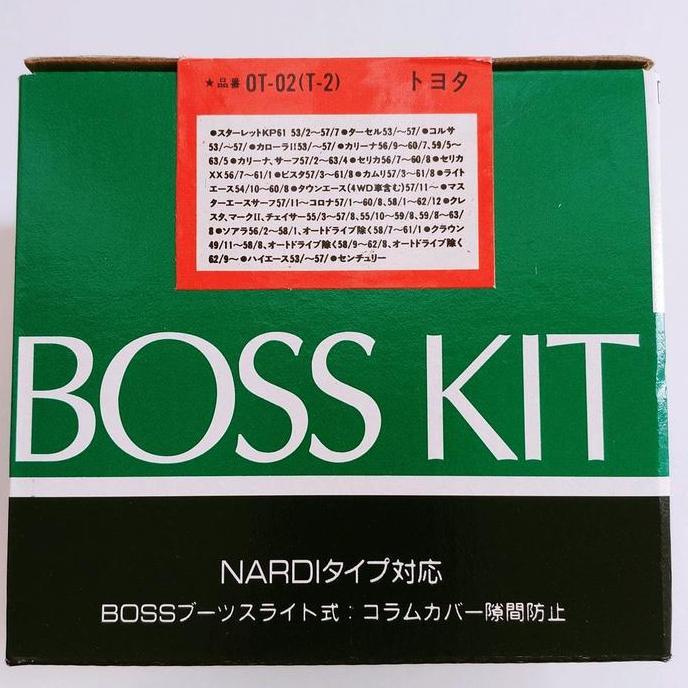 ★品番 OT-02(T-2) トヨタ
●スターレットKP61 53/2〜57/7●ターセル53/〜57/●コルサ
53/〜57/●カローラII53/〜57/●カリーナ56/9〜60/7、59/5〜
63/5●カリーナ、サーフ57/2〜63/4●セリカ56/7〜60/8●セリカ
XX56/7〜61/1●ビスタ57/3〜61/8●カムリ57/3〜61/8●ライト
エース54/10〜60/8●タウンエース(4WD車含む)57/11〜●マス
ターエースサーフ57/11〜コロナ57/1〜60/8、58/1〜62/12●クレ
スタ、マークII、チェイサー55/3〜57/8、55/10〜59/8、59/8〜63/
8●ソアラ56/2〜58/1、オートドライブ除く58/7〜61/1●クラウン
49/11〜58/8、オートドライブ除く58/9〜62/8、オートドライブ除く
62/9〜●ハイエース53/〜57/●センチュリー
BOSS KIT
NARDIタイプ対応
BOSSブーツスライト式：コラムカバー隙間防止